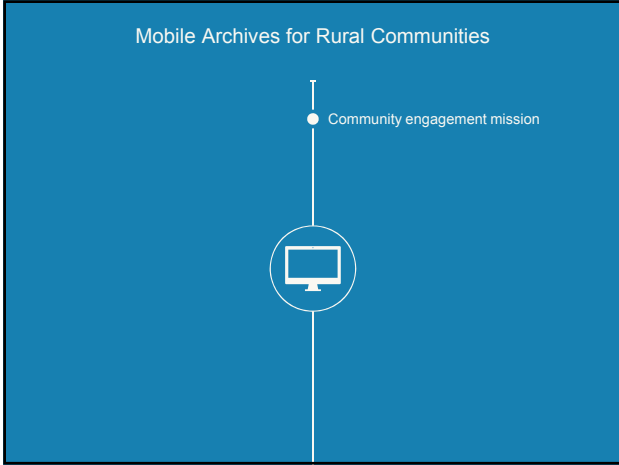 Mobile Archives for Rural Communities
Community engagement mission